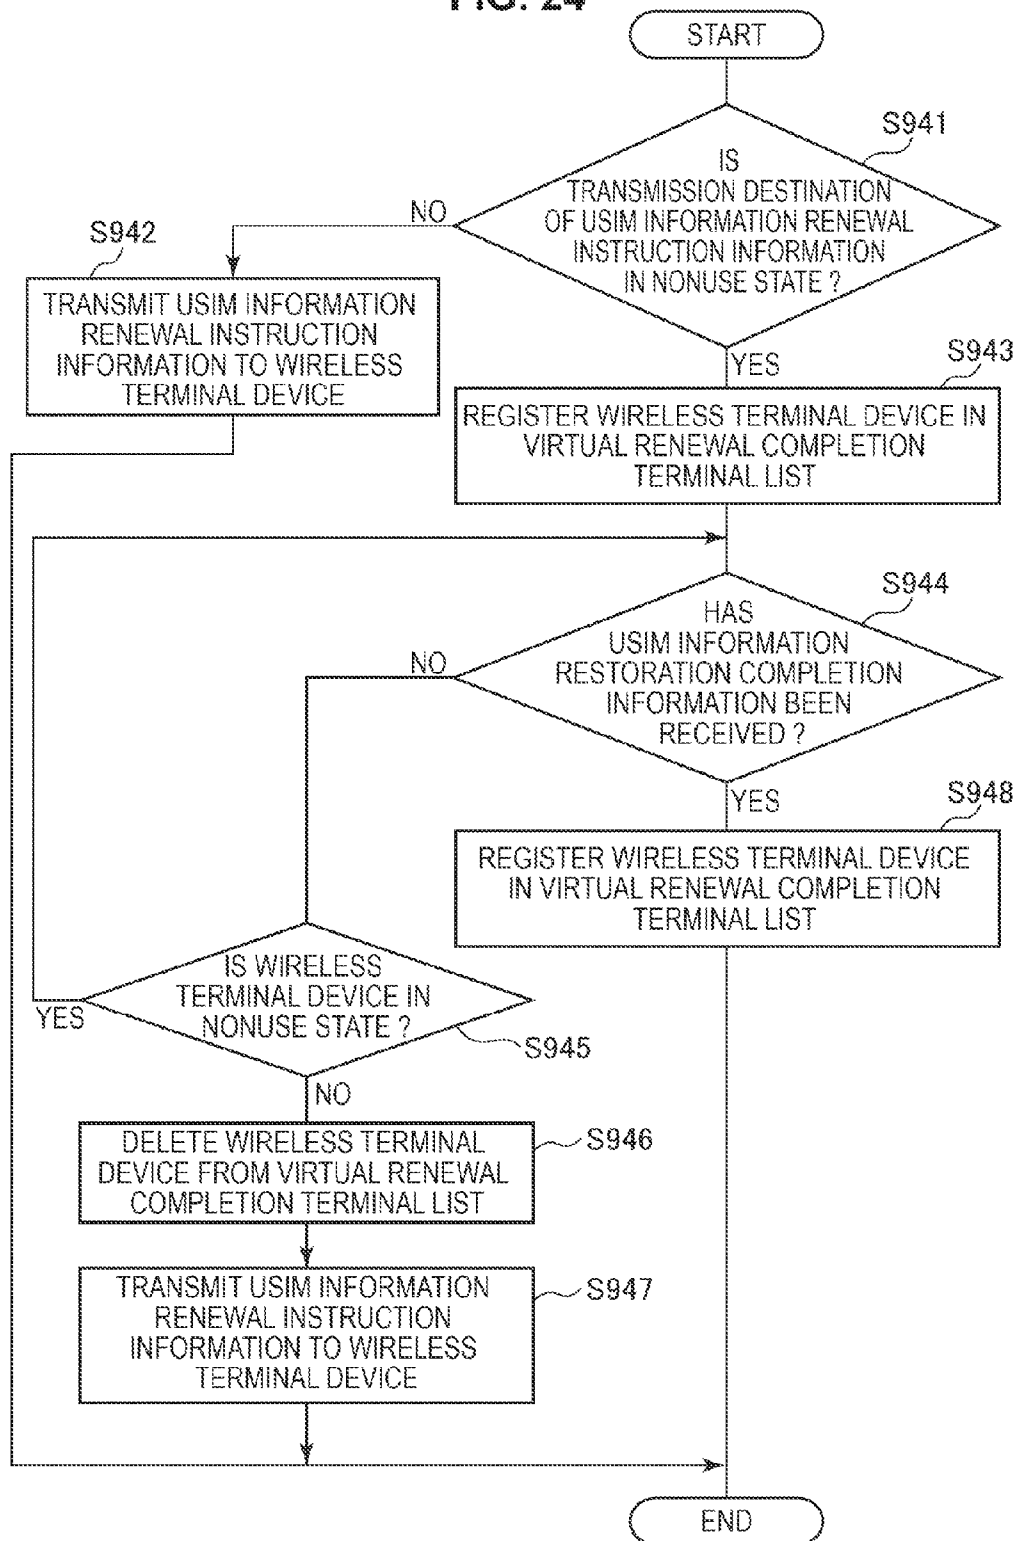 FIG. 24
START
S941
IS
TRANSMISSION DESTINATION
OF USIM INFORMATION RENEWAL
INSTRUCTION INFORMATION
IN NONUSE STATE ?
NO
S942
TRANSMIT USIM INFORMATION
RENEWAL INSTRUCTION
INFORMATION TO WIRELESS
TERMINAL DEVICE
YES
S943
REGISTER WIRELESS TERMINAL DEVICE IN
VIRTUAL RENEWAL COMPLETION
TERMINAL LIST
S944
HAS
USIM INFORMATION
RESTORATION COMPLETION
INFORMATION BEEN
RECEIVED ?
NO
YES
S948
REGISTER WIRELESS TERMINAL DEVICE
IN VIRTUAL RENEWAL COMPLETION
TERMINAL LIST
IS WIRELESS
TERMINAL DEVICE IN
NONUSE STATE ?
YES
S945
NO
DELETE WIRELESS TERMINAL
DEVICE FROM VIRTUAL RENEWAL
COMPLETION TERMINAL LIST
S946
TRANSMIT USIM INFORMATION
RENEWAL INSTRUCTION
INFORMATION TO WIRELESS
TERMINAL DEVICE
S947
END